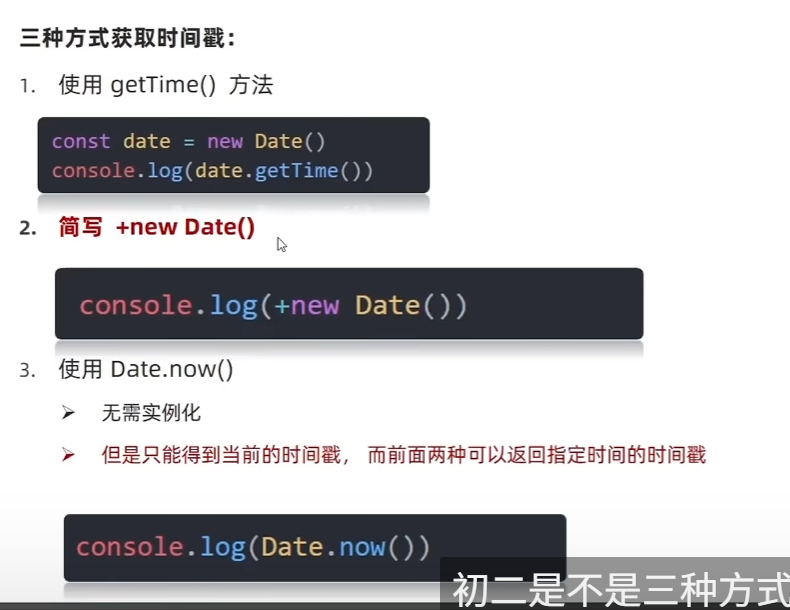 三种方式获取时间戳：
1. 使用 getTime() 方法
const date = new Date()
console.log(date.getTime())
2. 简写 +new Date()
console.log(+new Date())
3. 使用 Date.now()
➢ 无需实例化
➢ 但是只能得到当前的时间戳， 而前面两种可以返回指定时间的时间戳
console.log(Date.now())
初二是不是三种方式